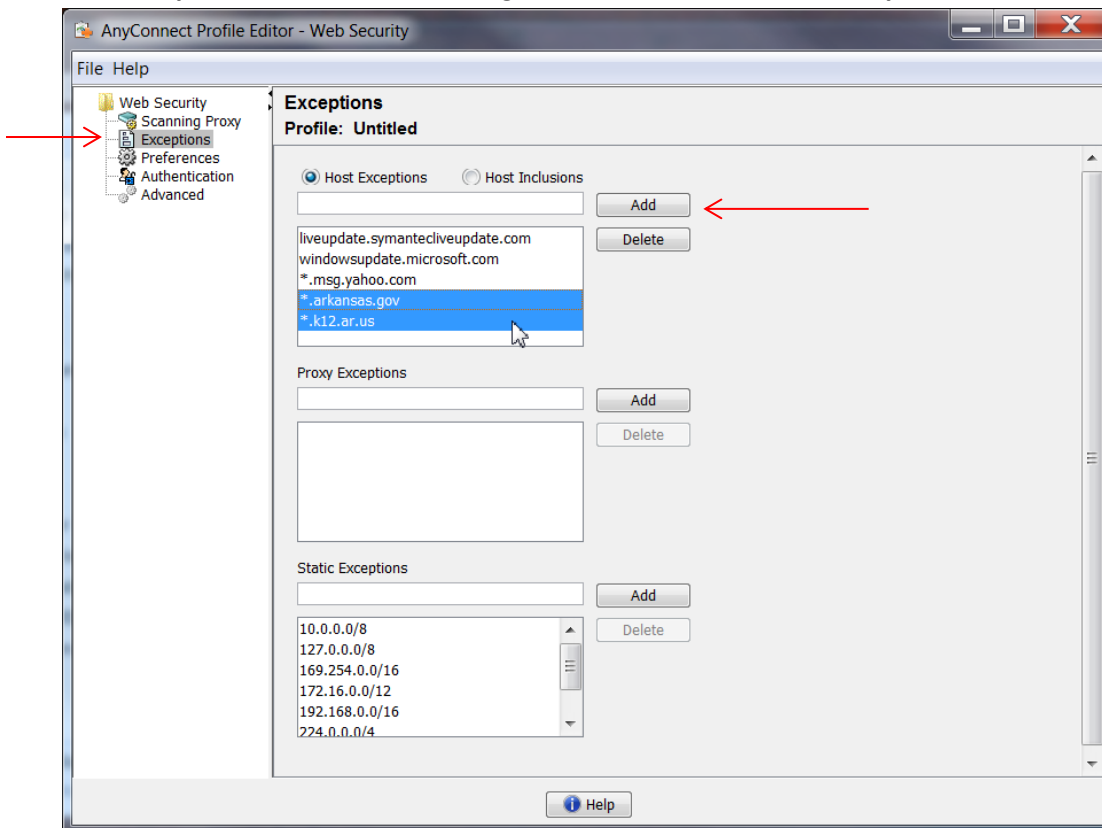 AnyConnect Profile Editor - Web Security
File Help
Web Security
Scanning Proxy
Exceptions
Preferences
Authentication
Advanced
Exceptions
Profile: Untitled
Host Exceptions Host Inclusions
Add
liveupdate.symantecliveupdate.com
Delete
windowsupdate.microsoft.com
*.msg.yahoo.com
*.arkansas.gov
*.k12.ar.us
Proxy Exceptions
Add
Delete
Static Exceptions
Add
10.0.0.0/8
Delete
127.0.0.0/8
169.254.0.0/16
172.16.0.0/12
192.168.0.0/16
224.0.0.0/4
Help